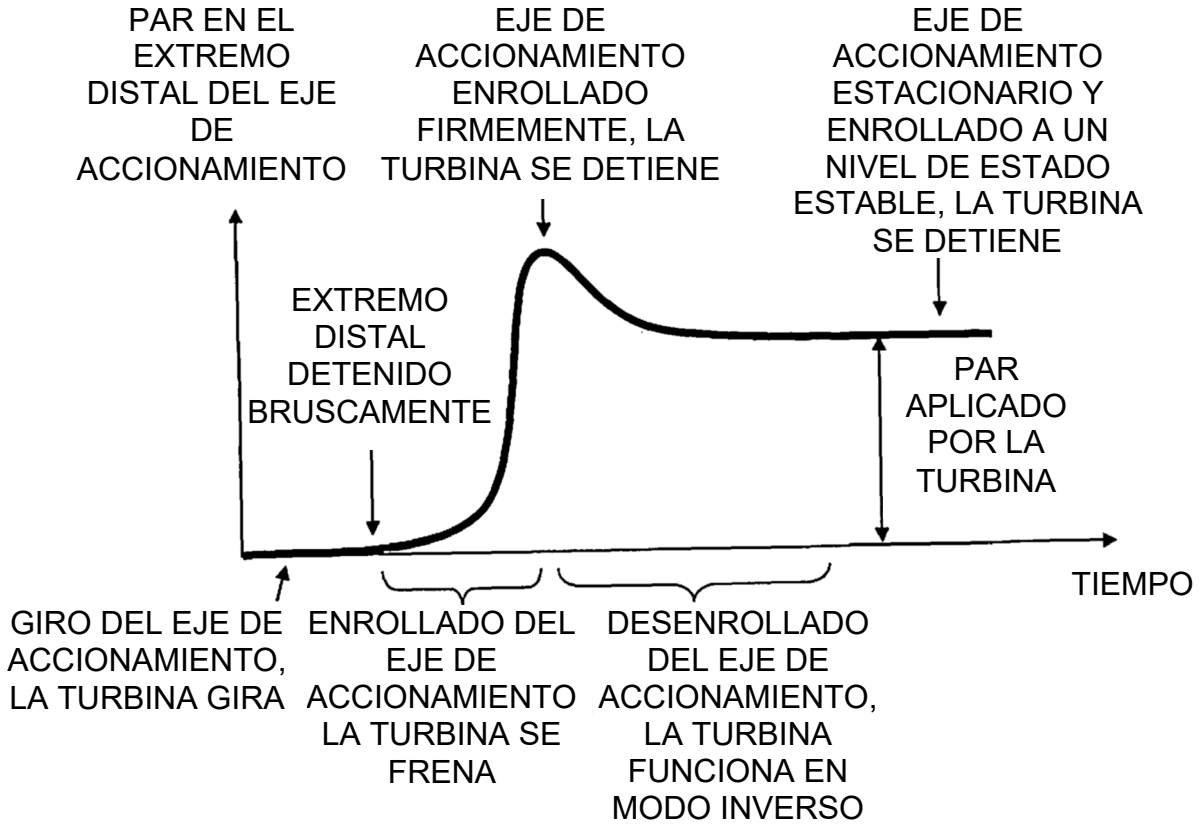 PAR EN EL
EXTREMO
DISTAL DEL EJE
DE
ACCIONAMIENTO
EJE DE
ACCIONAMIENTO
ENROLLADO
FIRMEMENTE, LA
TURBINA SE DETIENE
EJE DE
ACCIONAMIENTO
ESTACIONARIO Y
ENROLLADO A UN
NIVEL DE ESTADO
ESTABLE, LA TURBINA
SE DETIENE
EXTREMO
DISTAL
DETENIDO
BRUSCAMENTE
PAR
APLICADO
POR LA
TURBINA
TIEMPO
GIRO DEL EJE DE
ACCIONAMIENTO,
LA TURBINA GIRA
ENROLLADO DEL
EJE DE
ACCIONAMIENTO
LA TURBINA SE
FRENA
DESENROLLADO
DEL EJE DE
ACCIONAMIENTO,
LA TURBINA
FUNCIONA EN
MODO INVERSO